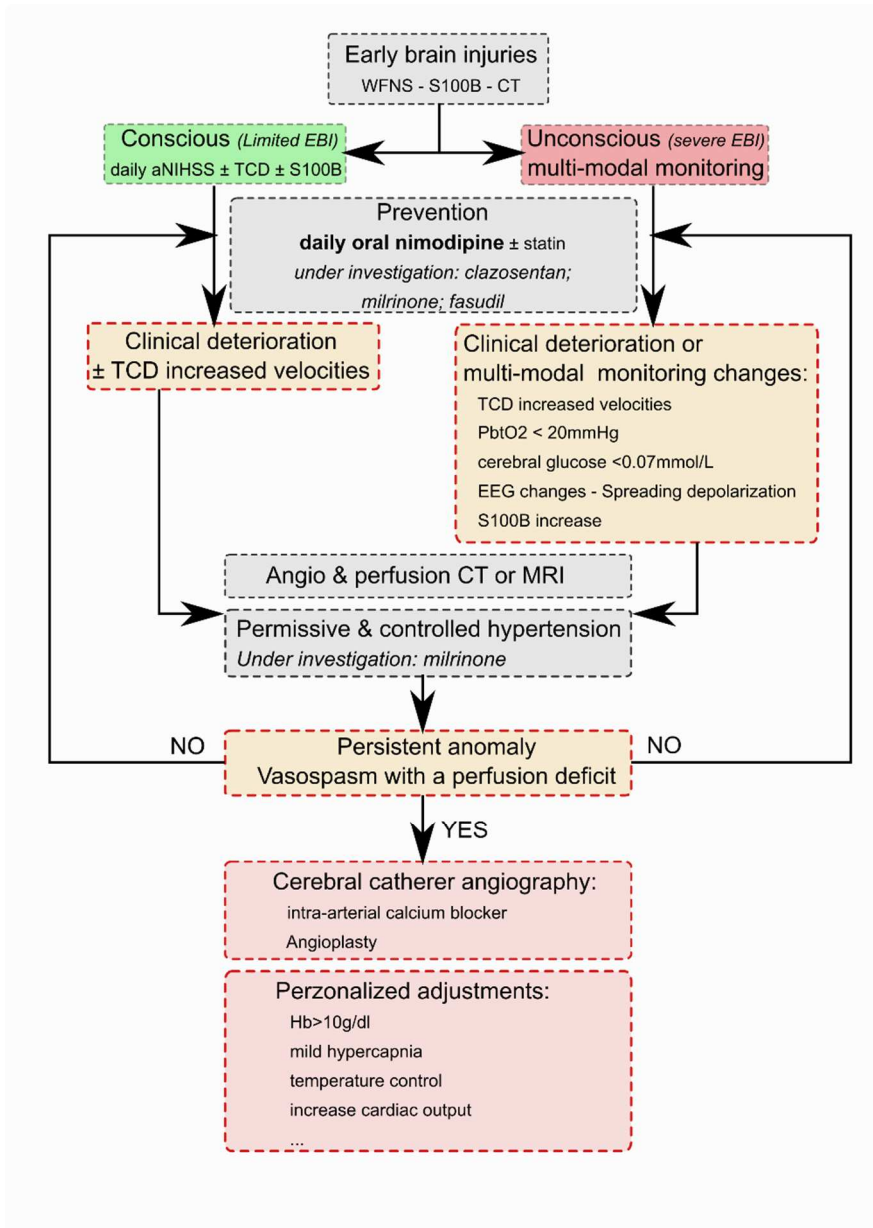 Early brain injuries
WFNS - S100B - CT
Conscious (Limited EBI)
daily aNIHSS ± TCD ± S100B
Unconscious (severe EBI)
multi-modal monitoring
Prevention
daily oral nimodipine ± statin
under investigation: clazosentan;
milrinone; fasudil
Clinical deterioration
± TCD increased velocities
Clinical deterioration or
multi-modal monitoring changes:
TCD increased velocities
PbtO2 < 20mmHg
cerebral glucose <0.07mmol/L
EEG changes - Spreading depolarization
S100B increase
Angio & perfusion CT or MRI
Permissive & controlled hypertension
Under investigation: milrinone
NO
Persistent anomaly
Vasospasm with a perfusion deficit
NO
YES
Cerebral catherer angiography:
intra-arterial calcium blocker
Angioplasty
Perzonalized adjustments:
Hb>10g/dl
mild hypercapnia
temperature control
increase cardiac output
...